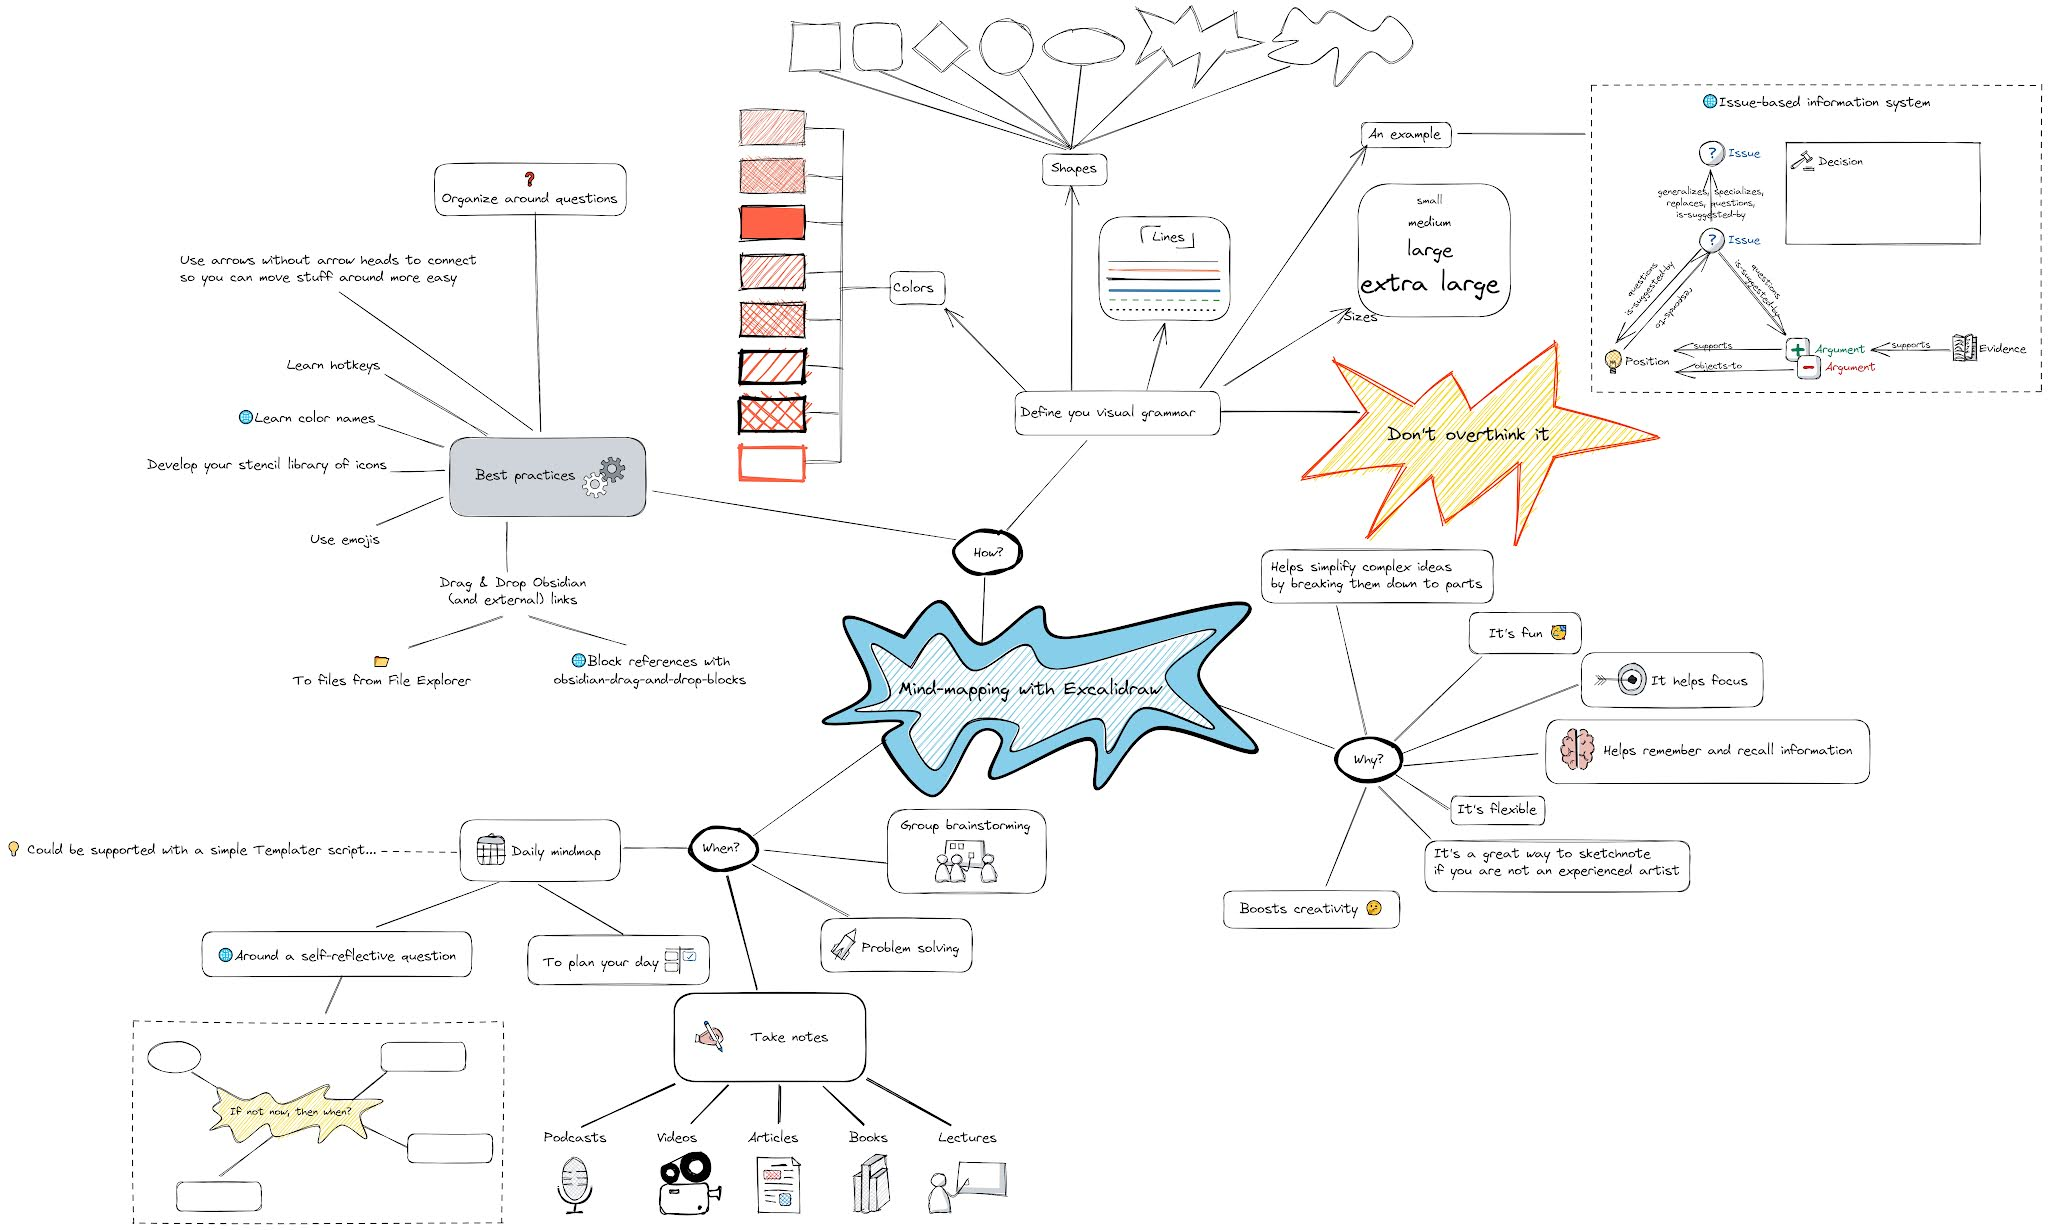 Issue-based information system
An example
Issue
Decision
Shapes
generalizes, specializes,
replaces, questions,
is-suggested-by
small
medium
large
extra large
Sizes
Issue
questions
is-suggested-by
responds-to
questions
is-suggested-by
Position
supports
objects-to
Argument
Argument
supports
Evidence
Lines
Colors
Define you visual grammar
Don't overthink it
Organize around questions
Use arrows without arrow heads to connect
so you can move stuff around more easy
Learn hotkeys
Learn color names
Develop your stencil library of icons
Use emojis
Best practices
Drag & Drop Obsidian
(and external) links
To files from File Explorer
Block references with
obsidian-drag-and-drop-blocks
How?
Mind-mapping with Excalidraw
Helps simplify complex ideas
by breaking them down to parts
It's fun
It helps focus
Helps remember and recall information
Why?
It's flexible
It's a great way to sketchnote
if you are not an experienced artist
Boosts creativity
When?
Group brainstorming
Problem solving
Daily mindmap
Could be supported with a simple Templater script...
Around a self-reflective question
To plan your day
If not now, then when?
Take notes
Podcasts
Videos
Articles
Books
Lectures